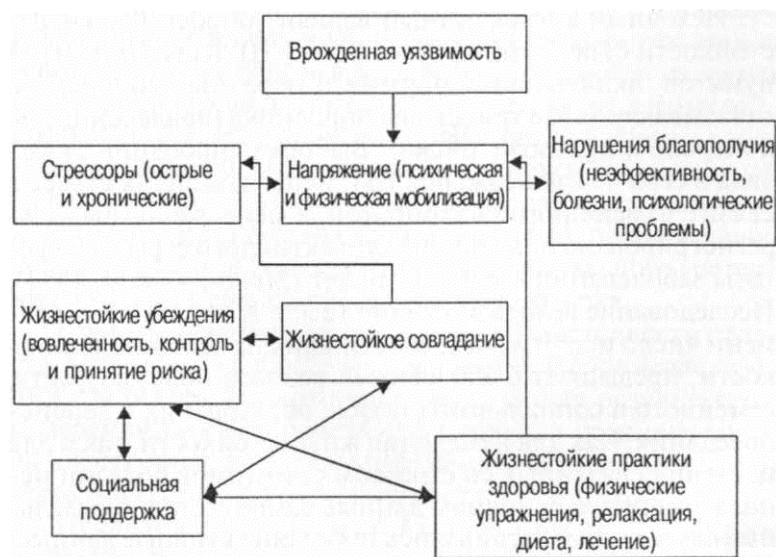 Врожденная уязвимость
Стрессоры (острые
и хронические)
Напряжение (психическая
и физическая мобилизация)
Нарушения благополучия
(неэффективность,
болезни, психологические
проблемы)
Жизнестойкие убеждения
(вовлеченность, контроль
и принятие риска)
Жизнестойкое совладание
Социальная
поддержка
Жизнестойкие практики
здоровья (физические
упражнения, релаксация,
диета, лечение)